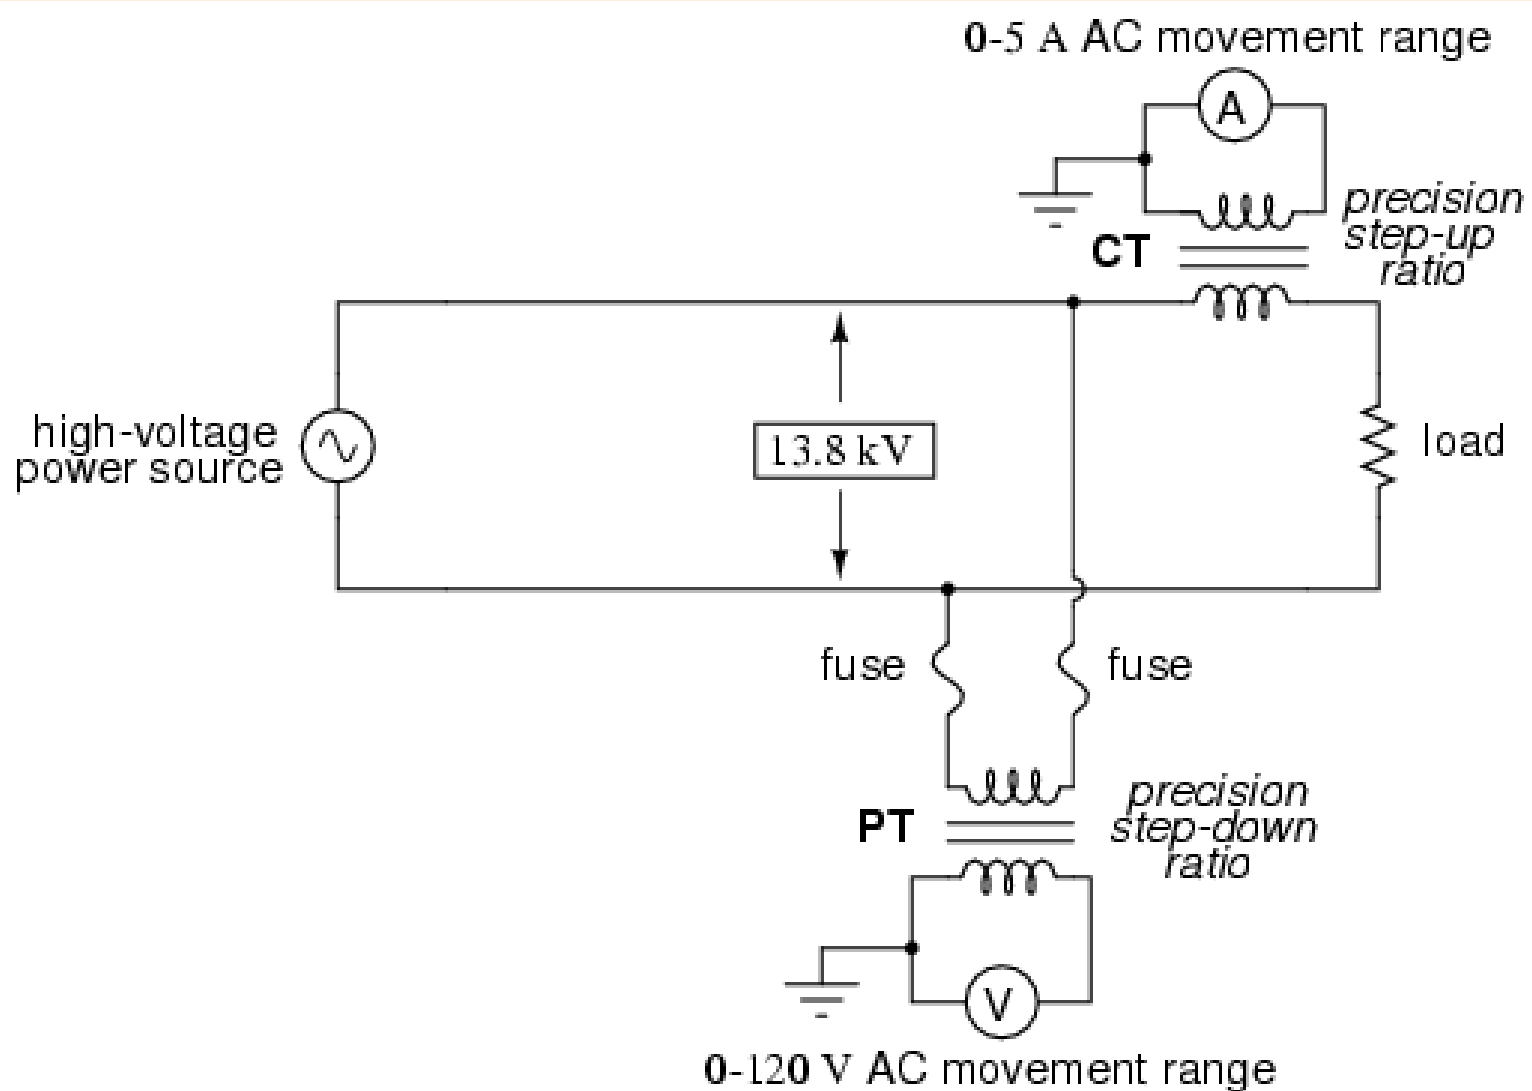 0-5 A AC movement range
A
precision
step-up
ratio
CT
high-voltage
power source
13.8 kV
load
fuse
fuse
PT
precision
step-down
ratio
V
0-120 V AC movement range